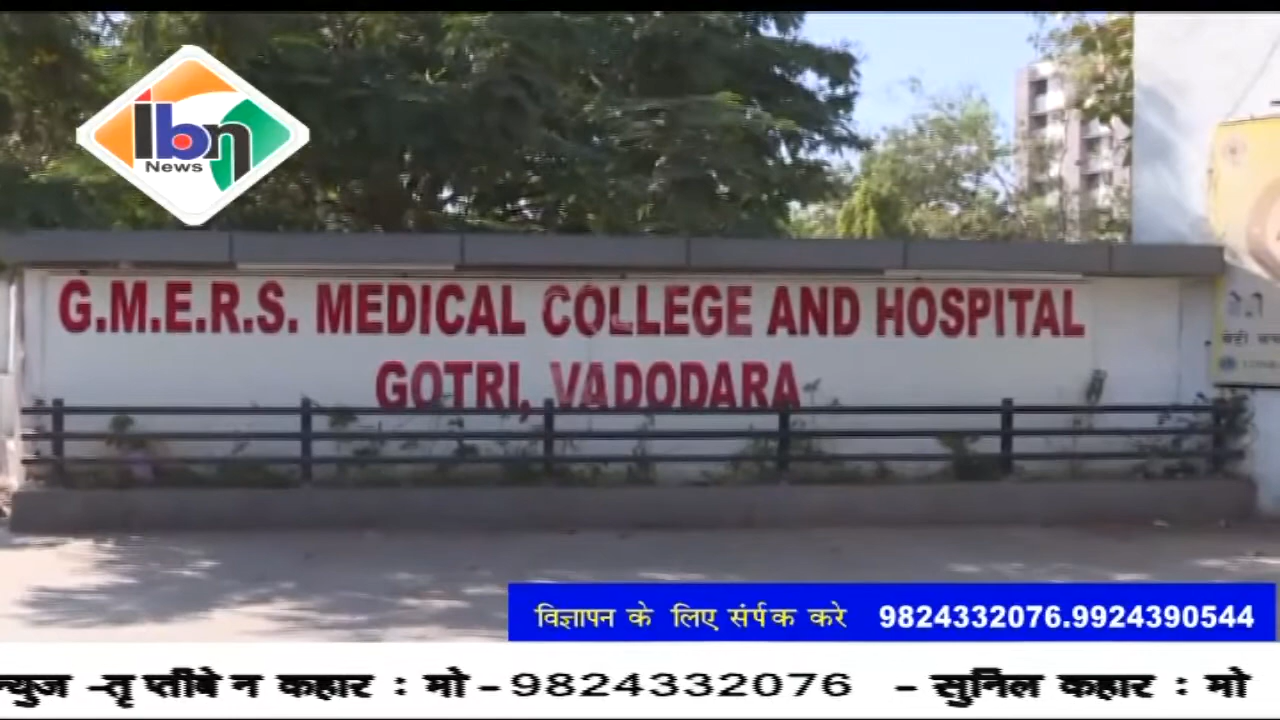 Ibn
News
G.M.E.R.S. MEDICAL COLLEGE AND HOSPITAL
GOTRI, VADODARA
विज्ञापन के लिए संर्पक करे 9824332076.9924390544
न्युज -तृप्तीबेन कहार : मो - 9824332076 - सुनिल कहार : मो